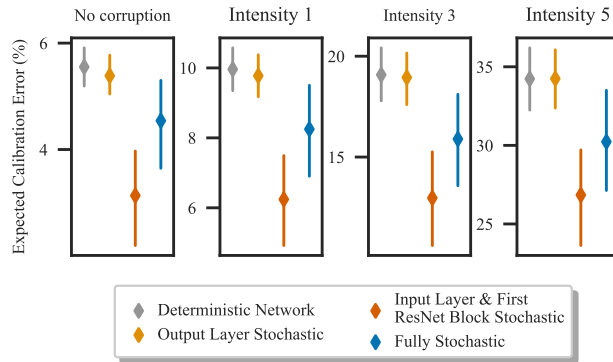 No corruption
Intensity 1
Intensity 3
Intensity 5
Expected Calibration Error (%)
6
4
10
8
6
20
15
35
30
25
Deterministic Network
Output Layer Stochastic
Input Layer & First
ResNet Block Stochastic
Fully Stochastic